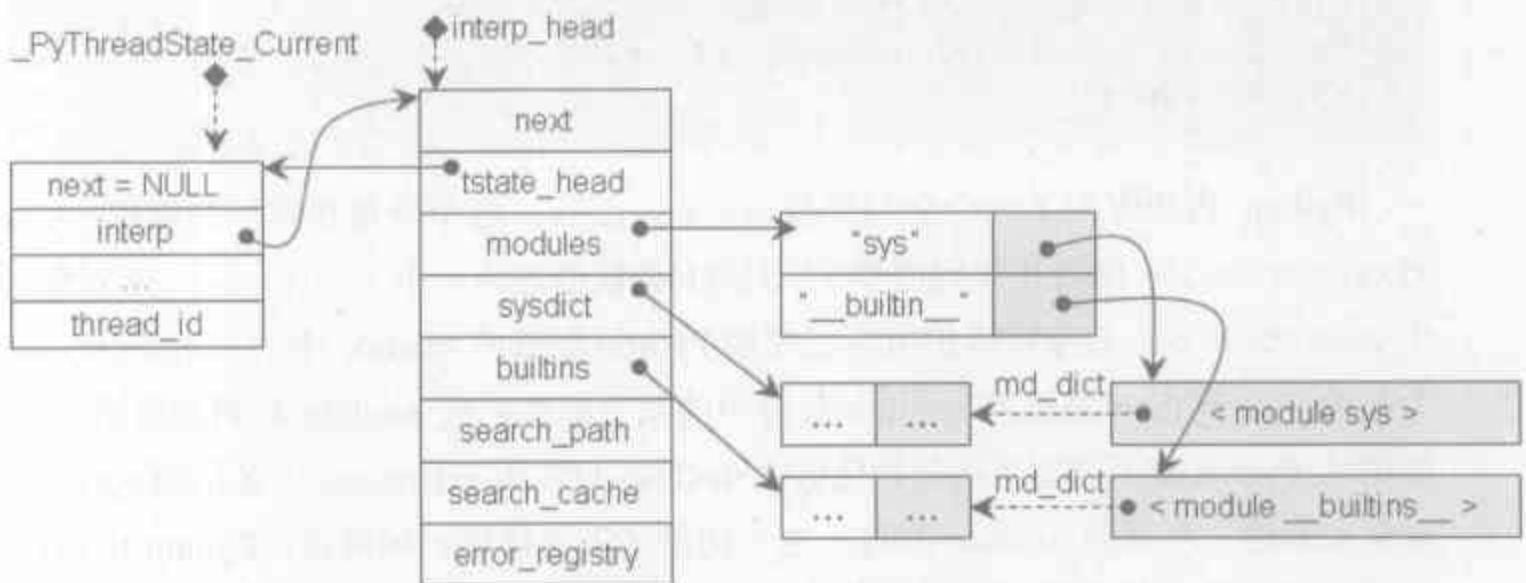 _PyThreadState_Current
interp_head
next = NULL
interp
...
thread_id
next
tstate_head
modules
sysdict
builtins
search_path
search_cache
error_registry
"sys"
"__builtin__"
... ...
md_dict
< module sys >
... ...
md_dict
< module __builtins__ >